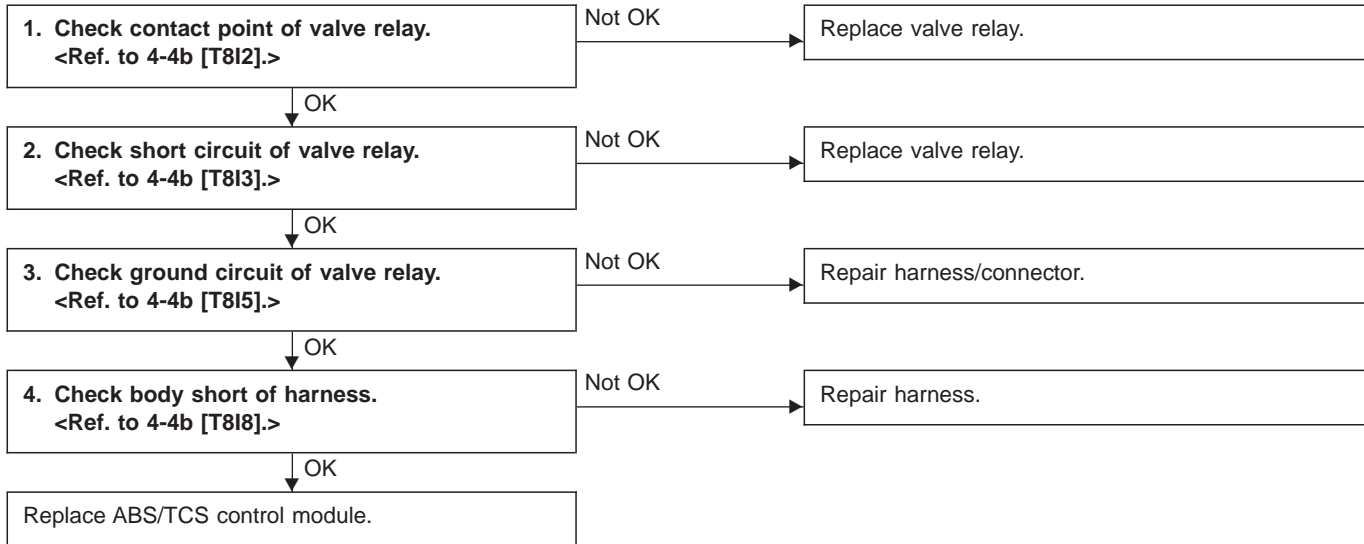 1. Check contact point of valve relay.
<Ref. to 4-4b [T8I2].>
Not OK
Replace valve relay.
OK
2. Check short circuit of valve relay.
<Ref. to 4-4b [T8I3].>
Not OK
Replace valve relay.
OK
3. Check ground circuit of valve relay.
<Ref. to 4-4b [T8I5].>
Not OK
Repair harness/connector.
OK
4. Check body short of harness.
<Ref. to 4-4b [T8I8].>
Not OK
Repair harness.
OK
Replace ABS/TCS control module.